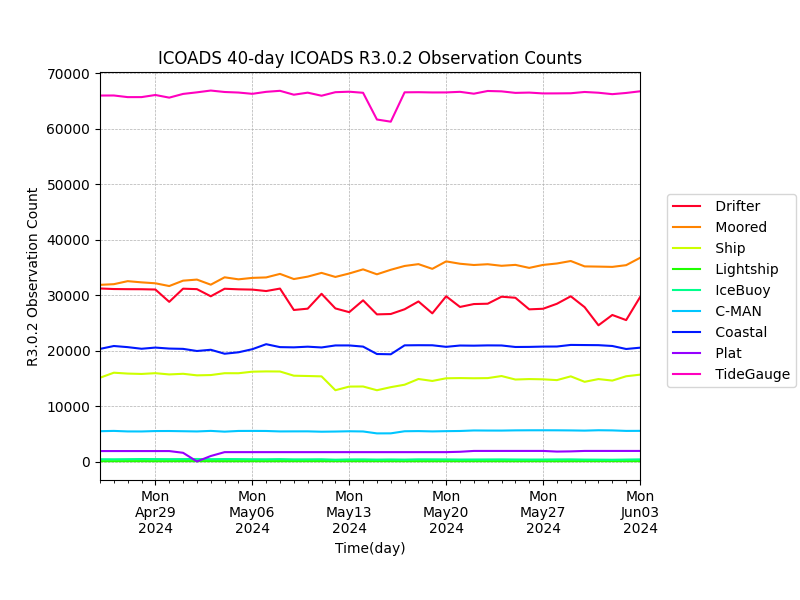 ICOADS 40-day ICOADS R3.0.2 Observation Counts
70000
60000
50000
40000
30000
20000
10000
0
R3.0.2 Observation Count
Mon
Apr29
2024
Mon
May06
2024
Mon
May13
2024
Mon
May20
2024
Mon
May27
2024
Mon
Jun03
2024
Time(day)
Drifter
Moored
Ship
Lightship
IceBuoy
C-MAN
Coastal
Plat
TideGauge